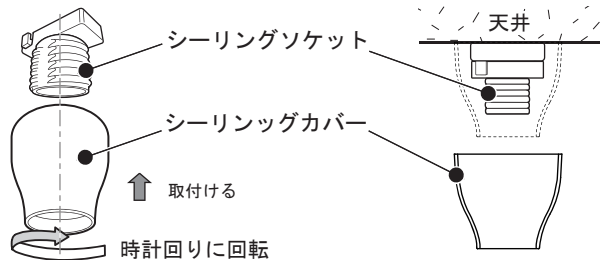 シーリングソケット
天井
シーリンッグカバー
取付ける
時計回りに回転